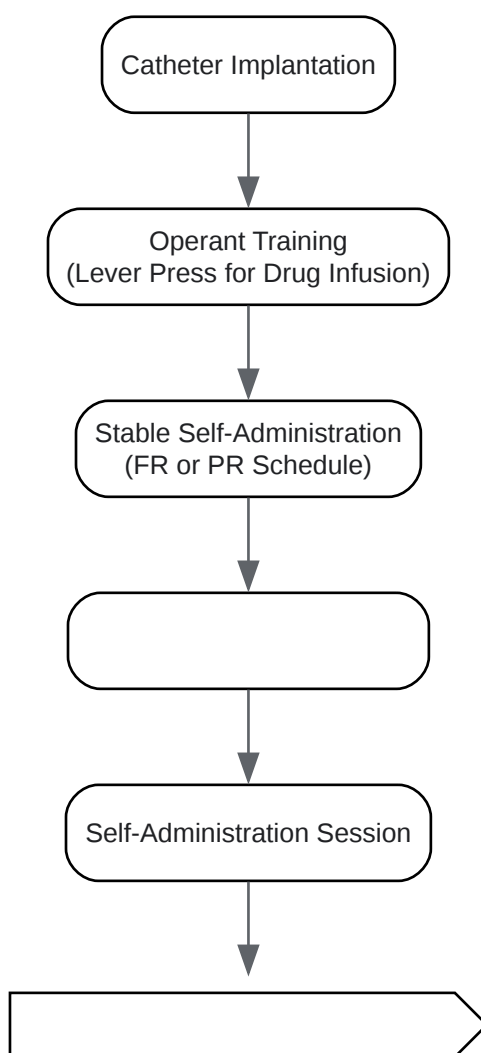 Catheter Implantation
Operant Training
(Lever Press for Drug Infusion)
Stable Self-Administration
(FR or PR Schedule)
Self-Administration Session